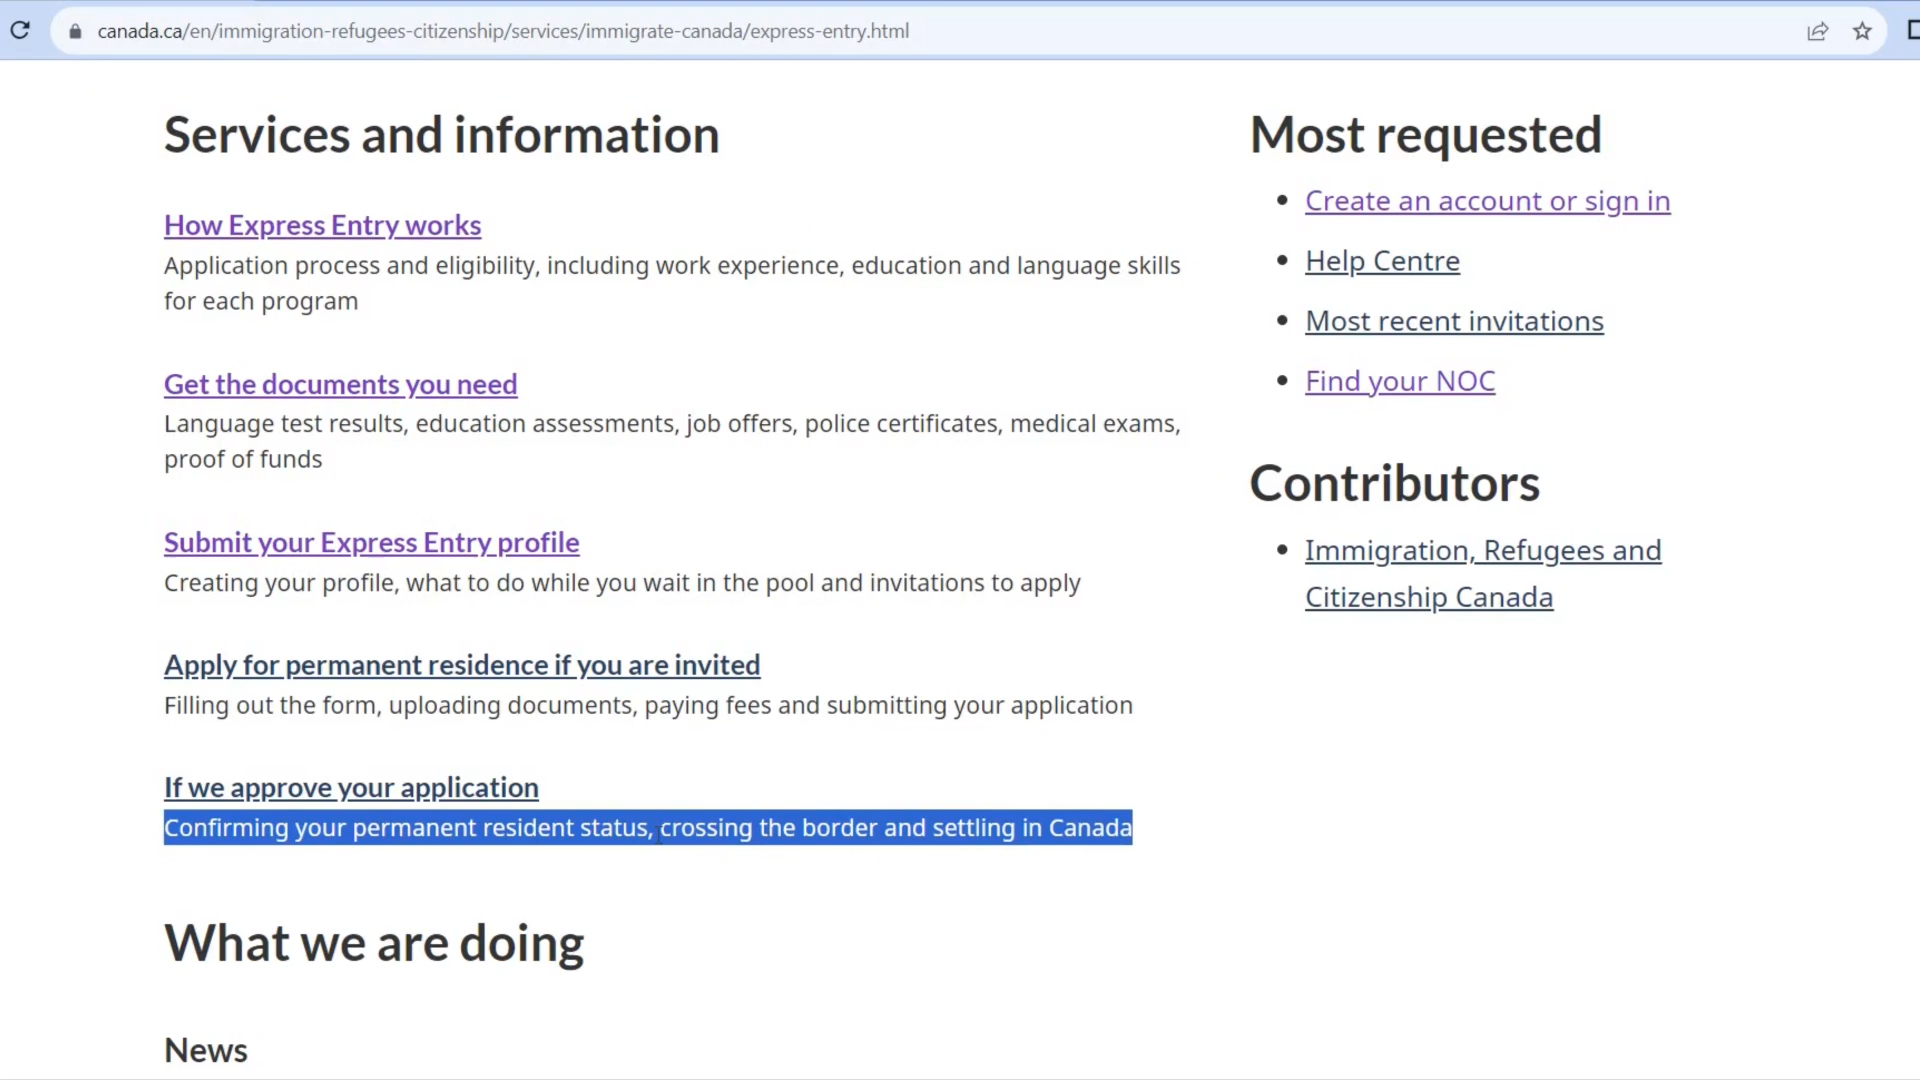 canada.ca/en/immigration-refugees-citizenship/services/immigrate-canada/express-entry.html
Services and information
How Express Entry works
Application process and eligibility, including work experience, education and language skills
for each program
Get the documents you need
Language test results, education assessments, job offers, police certificates, medical exams,
proof of funds
Submit your Express Entry profile
Creating your profile, what to do while you wait in the pool and invitations to apply
Apply for permanent residence if you are invited
Filling out the form, uploading documents, paying fees and submitting your application
If we approve your application
Confirming your permanent resident status, crossing the border and settling in Canada
What we are doing
News
Most requested
Create an account or sign in
Help Centre
Most recent invitations
Find your NOC
Contributors
Immigration, Refugees and
Citizenship Canada